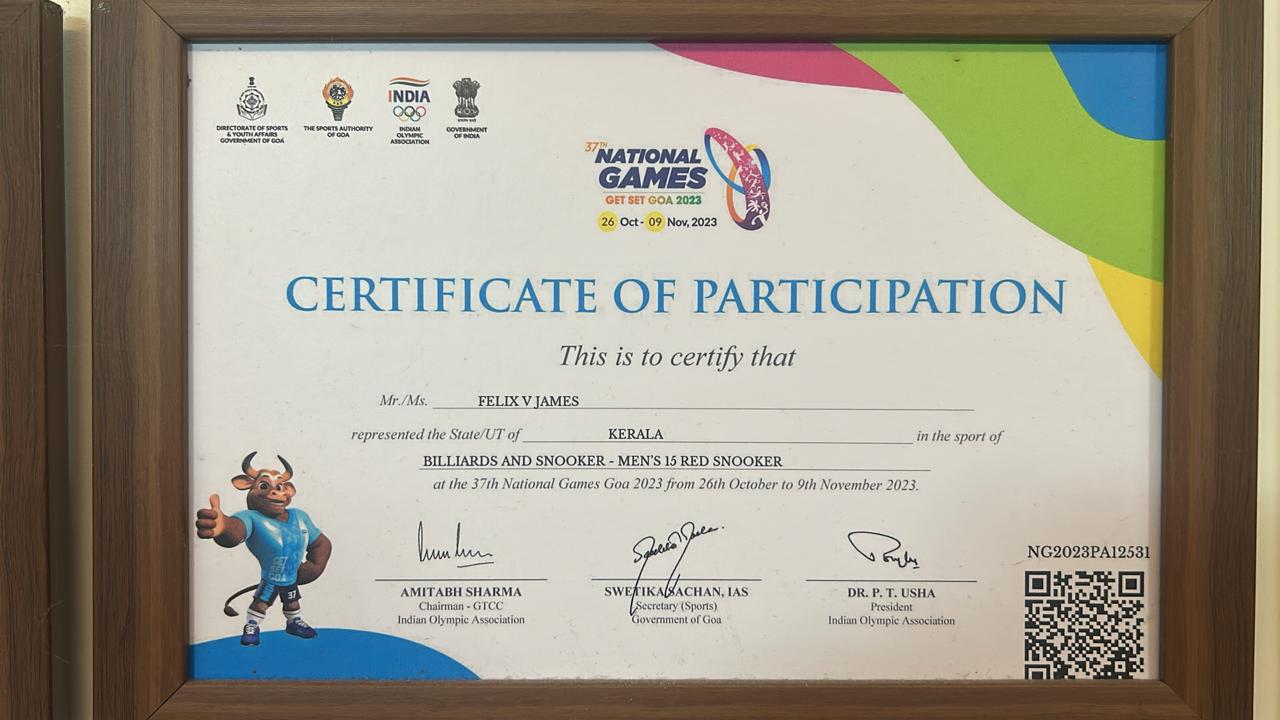 DIRECTORATE OF SPORTS
& YOUTH AFFAIRS
GOVERNMENT OF GOA
THE SPORTS AUTHORITY
OF GOA
INDIA
INDIAN
OLYMPIC
ASSOCIATION
GOVERNMENT
OF INDIA
37TH
NATIONAL
GAMES
GET SET GOA 2023
26 Oct - 09 Nov, 2023
CERTIFICATE OF PARTICIPATION
This is to certify that
Mr./Ms. FELIX V JAMES
represented the State/UT of KERALA in the sport of
BILLIARDS AND SNOOKER - MEN'S 15 RED SNOOKER
at the 37th National Games Goa 2023 from 26th October to 9th November 2023.
AMITABH SHARMA
Chairman - GTCC
Indian Olympic Association
SWETIKA SACHAN, IAS
Secretary (Sports)
Government of Goa
DR. P. T. USHA
President
Indian Olympic Association
NG2023PA12531
GOA
37